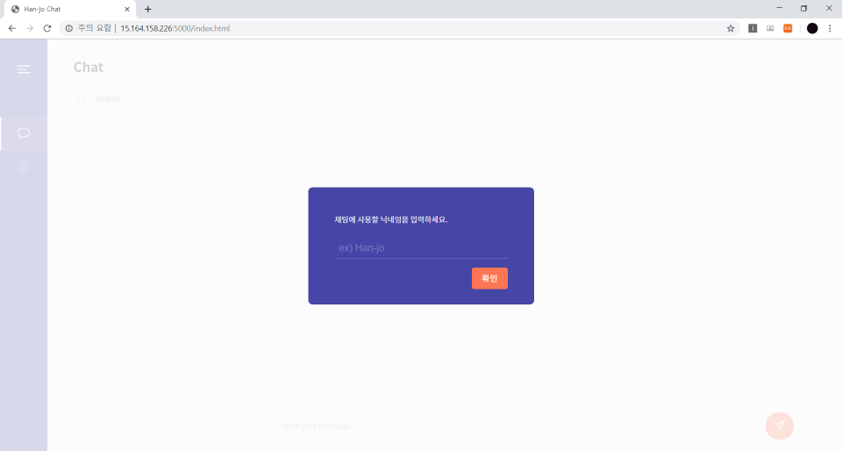 Han-jo Chat
주의 요함 | 15.164.158.226:5000/index.html
Chat
Search
채팅에 사용할 닉네임을 입력하세요.
ex) Han-jo
확인
Write your message...